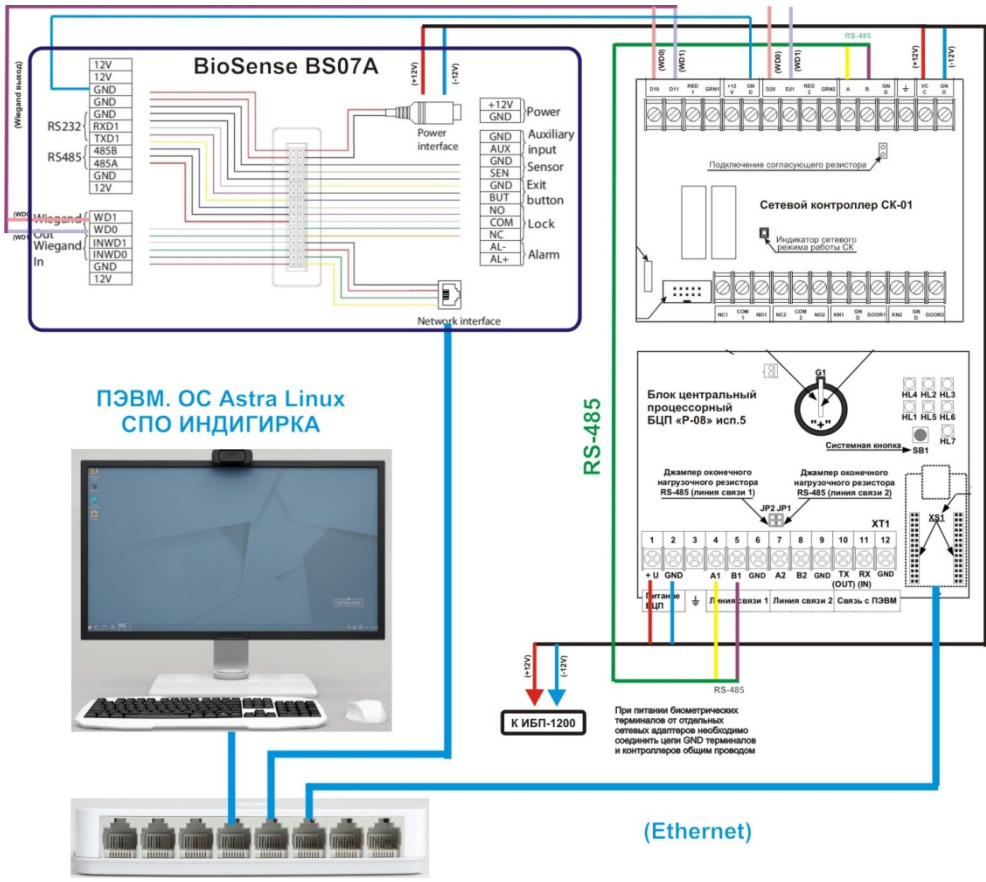 BioSense BS07A
(+12V)
(-12V)
(Wiegand выход)
12V
12V
GND
GND
RS232
RXD1
TXD1
RS485
485B
485A
GND
12V
Wiegand
Out
WD1
WD0
Wiegand
In
INWD1
INWD0
GND
12V
Power
interface
Network interface
+12V
GND
Power
GND
AUX
Auxiliary
input
GND
SEN
Sensor
GND
BUT
Exit
button
NO
COM
NC
Lock
AL-
AL+
Alarm
(WD0)
(WD1)
(WD0)
(WD1)
RS-485
(+12V)
(-12V)
D10 D11 RED 1 GRN1 +12 V GN D D20 D21 RED 2 GRN2 A B GN D VC C GN D
Подключение согласующего резистора
Сетевой контроллер СК-01
Индикатор сетевого
режима работы СК
NC1 COM 1 NO1 NC2 COM 2 NO2 KN1 GN D DOOR1 KN2 GN D DOOR2
RS-485
G1
"+"
Блок центральный
процессорный
БЦП «Р-08» исп.5
HL4 HL2 HL3
HL1 HL5 HL6
HL7
Системная кнопка
SB1
Джампер оконечного
нагрузочного резистора
RS-485 (линия связи 1)
Джампер оконечного
нагрузочного резистора
RS-485 (линия связи 2)
JP2 JP1
XT1
XS1
1 2 3 4 5 6 7 8 9 10 11 12
+ U GND A1 B1 GND A2 B2 GND TX RX GND
(OUT) (IN)
Питание
БЦП
Линия связи 1
Линия связи 2
Связь с ПЭВМ
(+12V)
(-12V)
RS-485
К ИБП-1200
При питании биометрических
терминалов от отдельных
сетевых адаптеров необходимо
соединить цепи GND терминалов
и контроллеров общим проводом
ПЭВМ. ОС Astra Linux
СПО ИНДИГИРКА
(Ethernet)